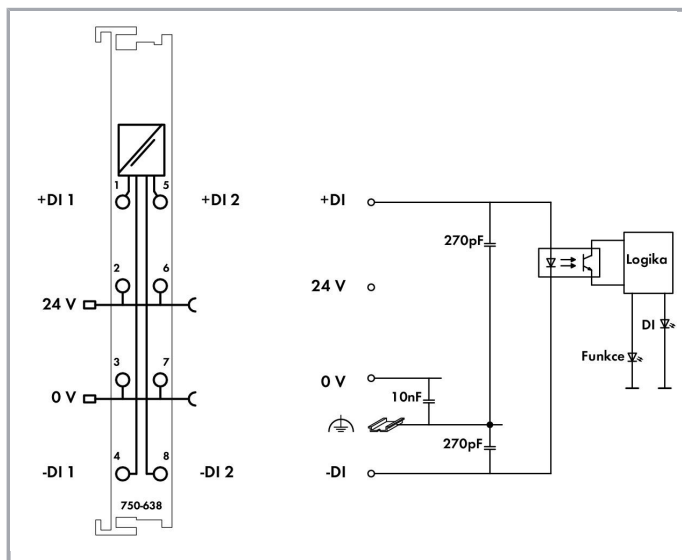 1 5
+DI 1 +DI 2
2 6
24 V
3 7
0 V
4 8
-DI 1 -DI 2
750-638
+DI
270pF
Logika
24 V
DI
Funkce
0 V
10nF
270pF
-DI